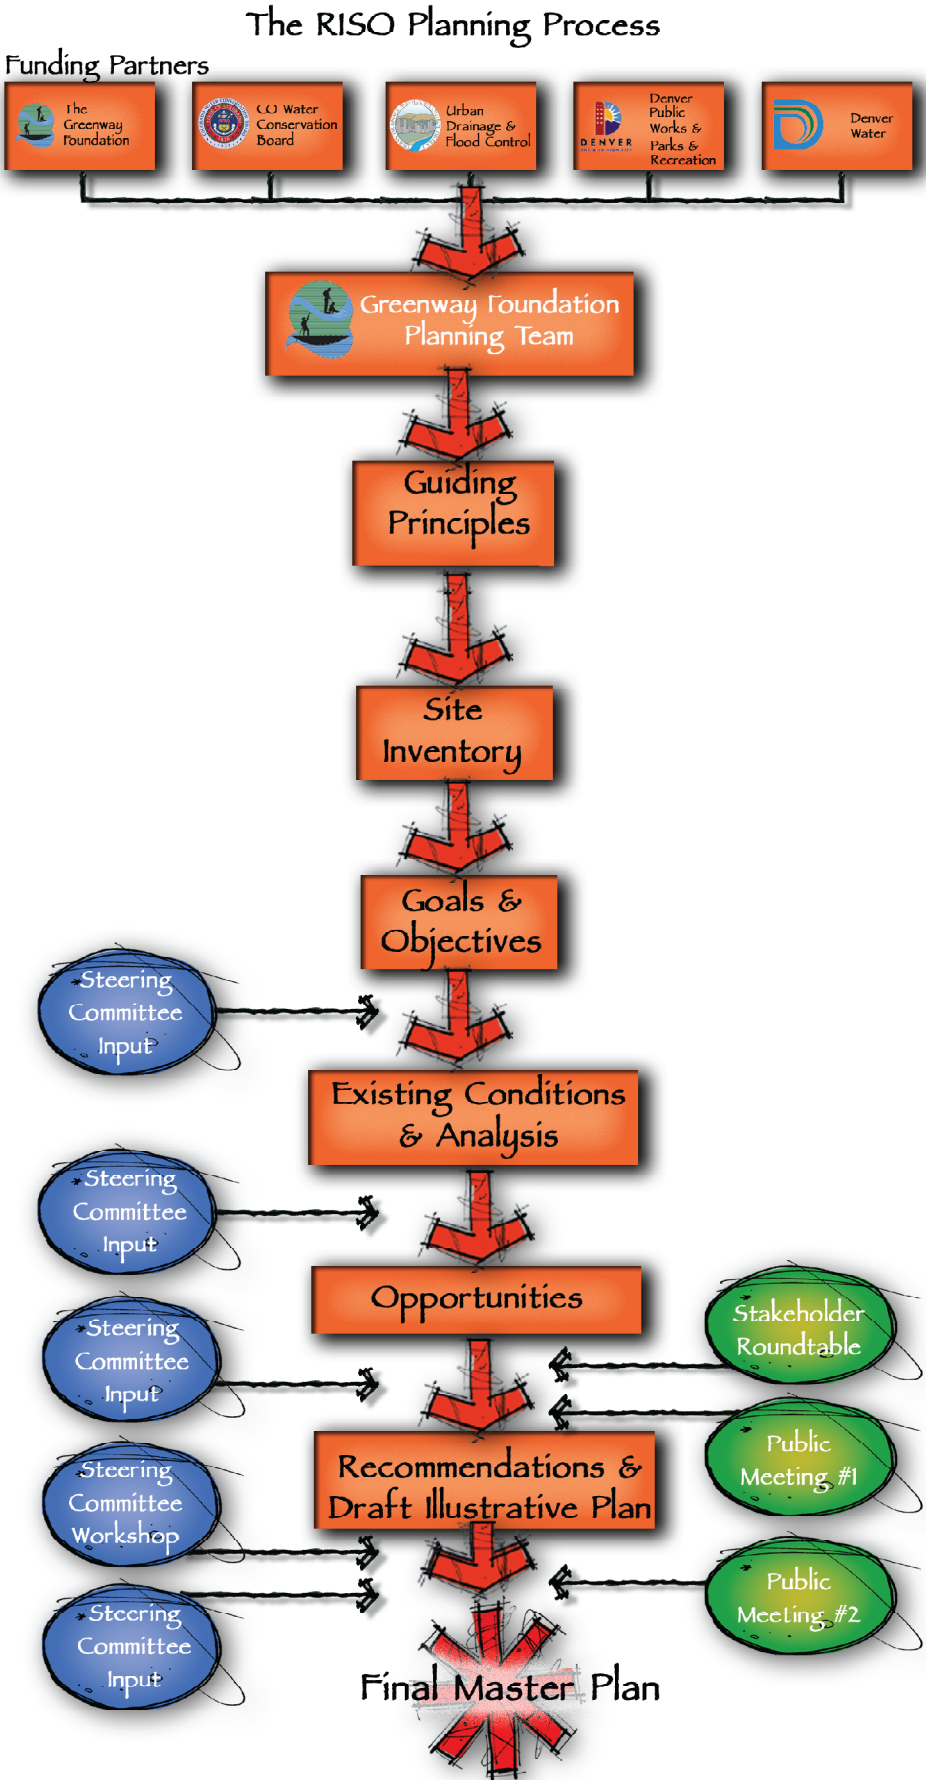 The RISO Planning Process
Funding Partners
The
Greenway
Foundation
CO Water
Conservation
Board
Urban
Drainage &
Flood Control
DENVER
Denver
Public
Works &
Parks &
Recreation
Denver
Water
Greenway Foundation
Planning Team
Guiding
Principles
Site
Inventory
Goals &
Objectives
*Steering
Committee
Input
Existing Conditions
& Analysis
*Steering
Committee
Input
Opportunities
*Stakeholder
Roundtable
*Steering
Committee
Input
*Public
Meeting #1
*Steering
Committee
Workshop
Recommendations &
Draft Illustrative Plan
*Public
Meeting #2
*Steering
Committee
Input
Final Master Plan